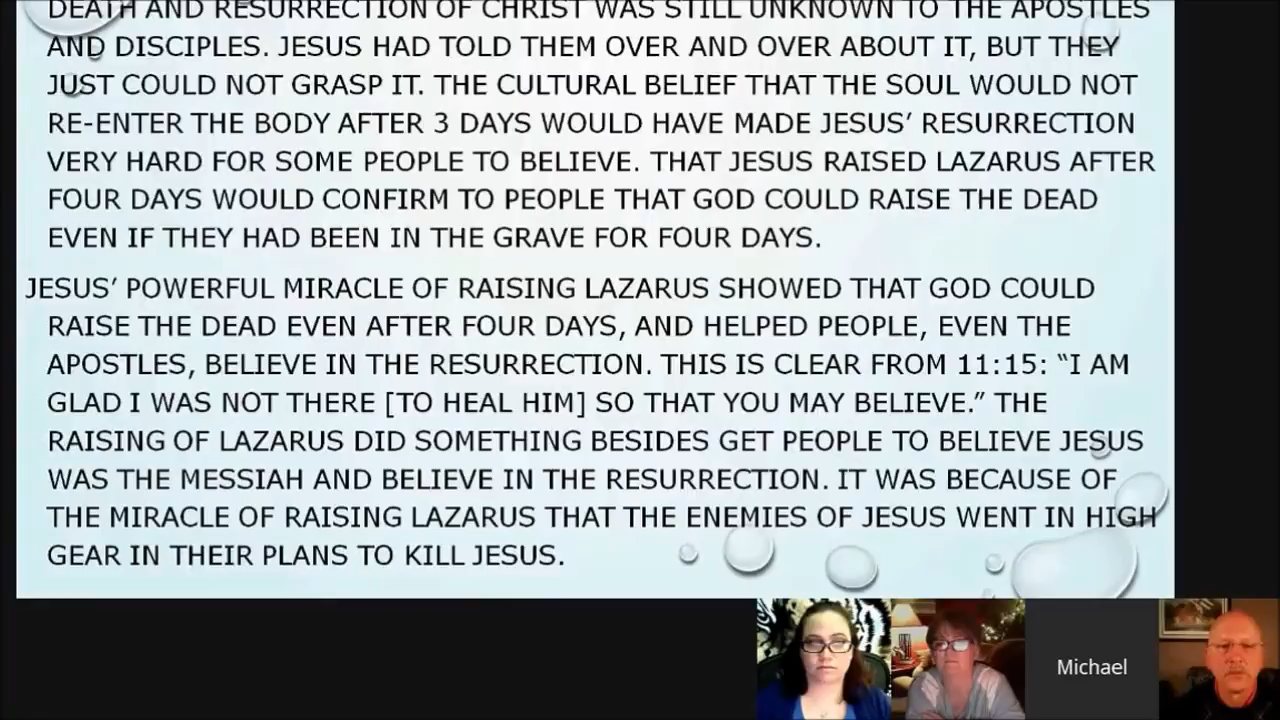 DEATH AND RESURRECTION OF CHRIST WAS STILL UNKNOWN TO THE APOSTLES
AND DISCIPLES. JESUS HAD TOLD THEM OVER AND OVER ABOUT IT, BUT THEY
JUST COULD NOT GRASP IT. THE CULTURAL BELIEF THAT THE SOUL WOULD NOT
RE-ENTER THE BODY AFTER 3 DAYS WOULD HAVE MADE JESUS’ RESURRECTION
VERY HARD FOR SOME PEOPLE TO BELIEVE. THAT JESUS RAISED LAZARUS AFTER
FOUR DAYS WOULD CONFIRM TO PEOPLE THAT GOD COULD RAISE THE DEAD
EVEN IF THEY HAD BEEN IN THE GRAVE FOR FOUR DAYS.
JESUS’ POWERFUL MIRACLE OF RAISING LAZARUS SHOWED THAT GOD COULD
RAISE THE DEAD EVEN AFTER FOUR DAYS, AND HELPED PEOPLE, EVEN THE
APOSTLES, BELIEVE IN THE RESURRECTION. THIS IS CLEAR FROM 11:15: “I AM
GLAD I WAS NOT THERE [TO HEAL HIM] SO THAT YOU MAY BELIEVE.” THE
RAISING OF LAZARUS DID SOMETHING BESIDES GET PEOPLE TO BELIEVE JESUS
WAS THE MESSIAH AND BELIEVE IN THE RESURRECTION. IT WAS BECAUSE OF
THE MIRACLE OF RAISING LAZARUS THAT THE ENEMIES OF JESUS WENT IN HIGH
GEAR IN THEIR PLANS TO KILL JESUS.
Michael